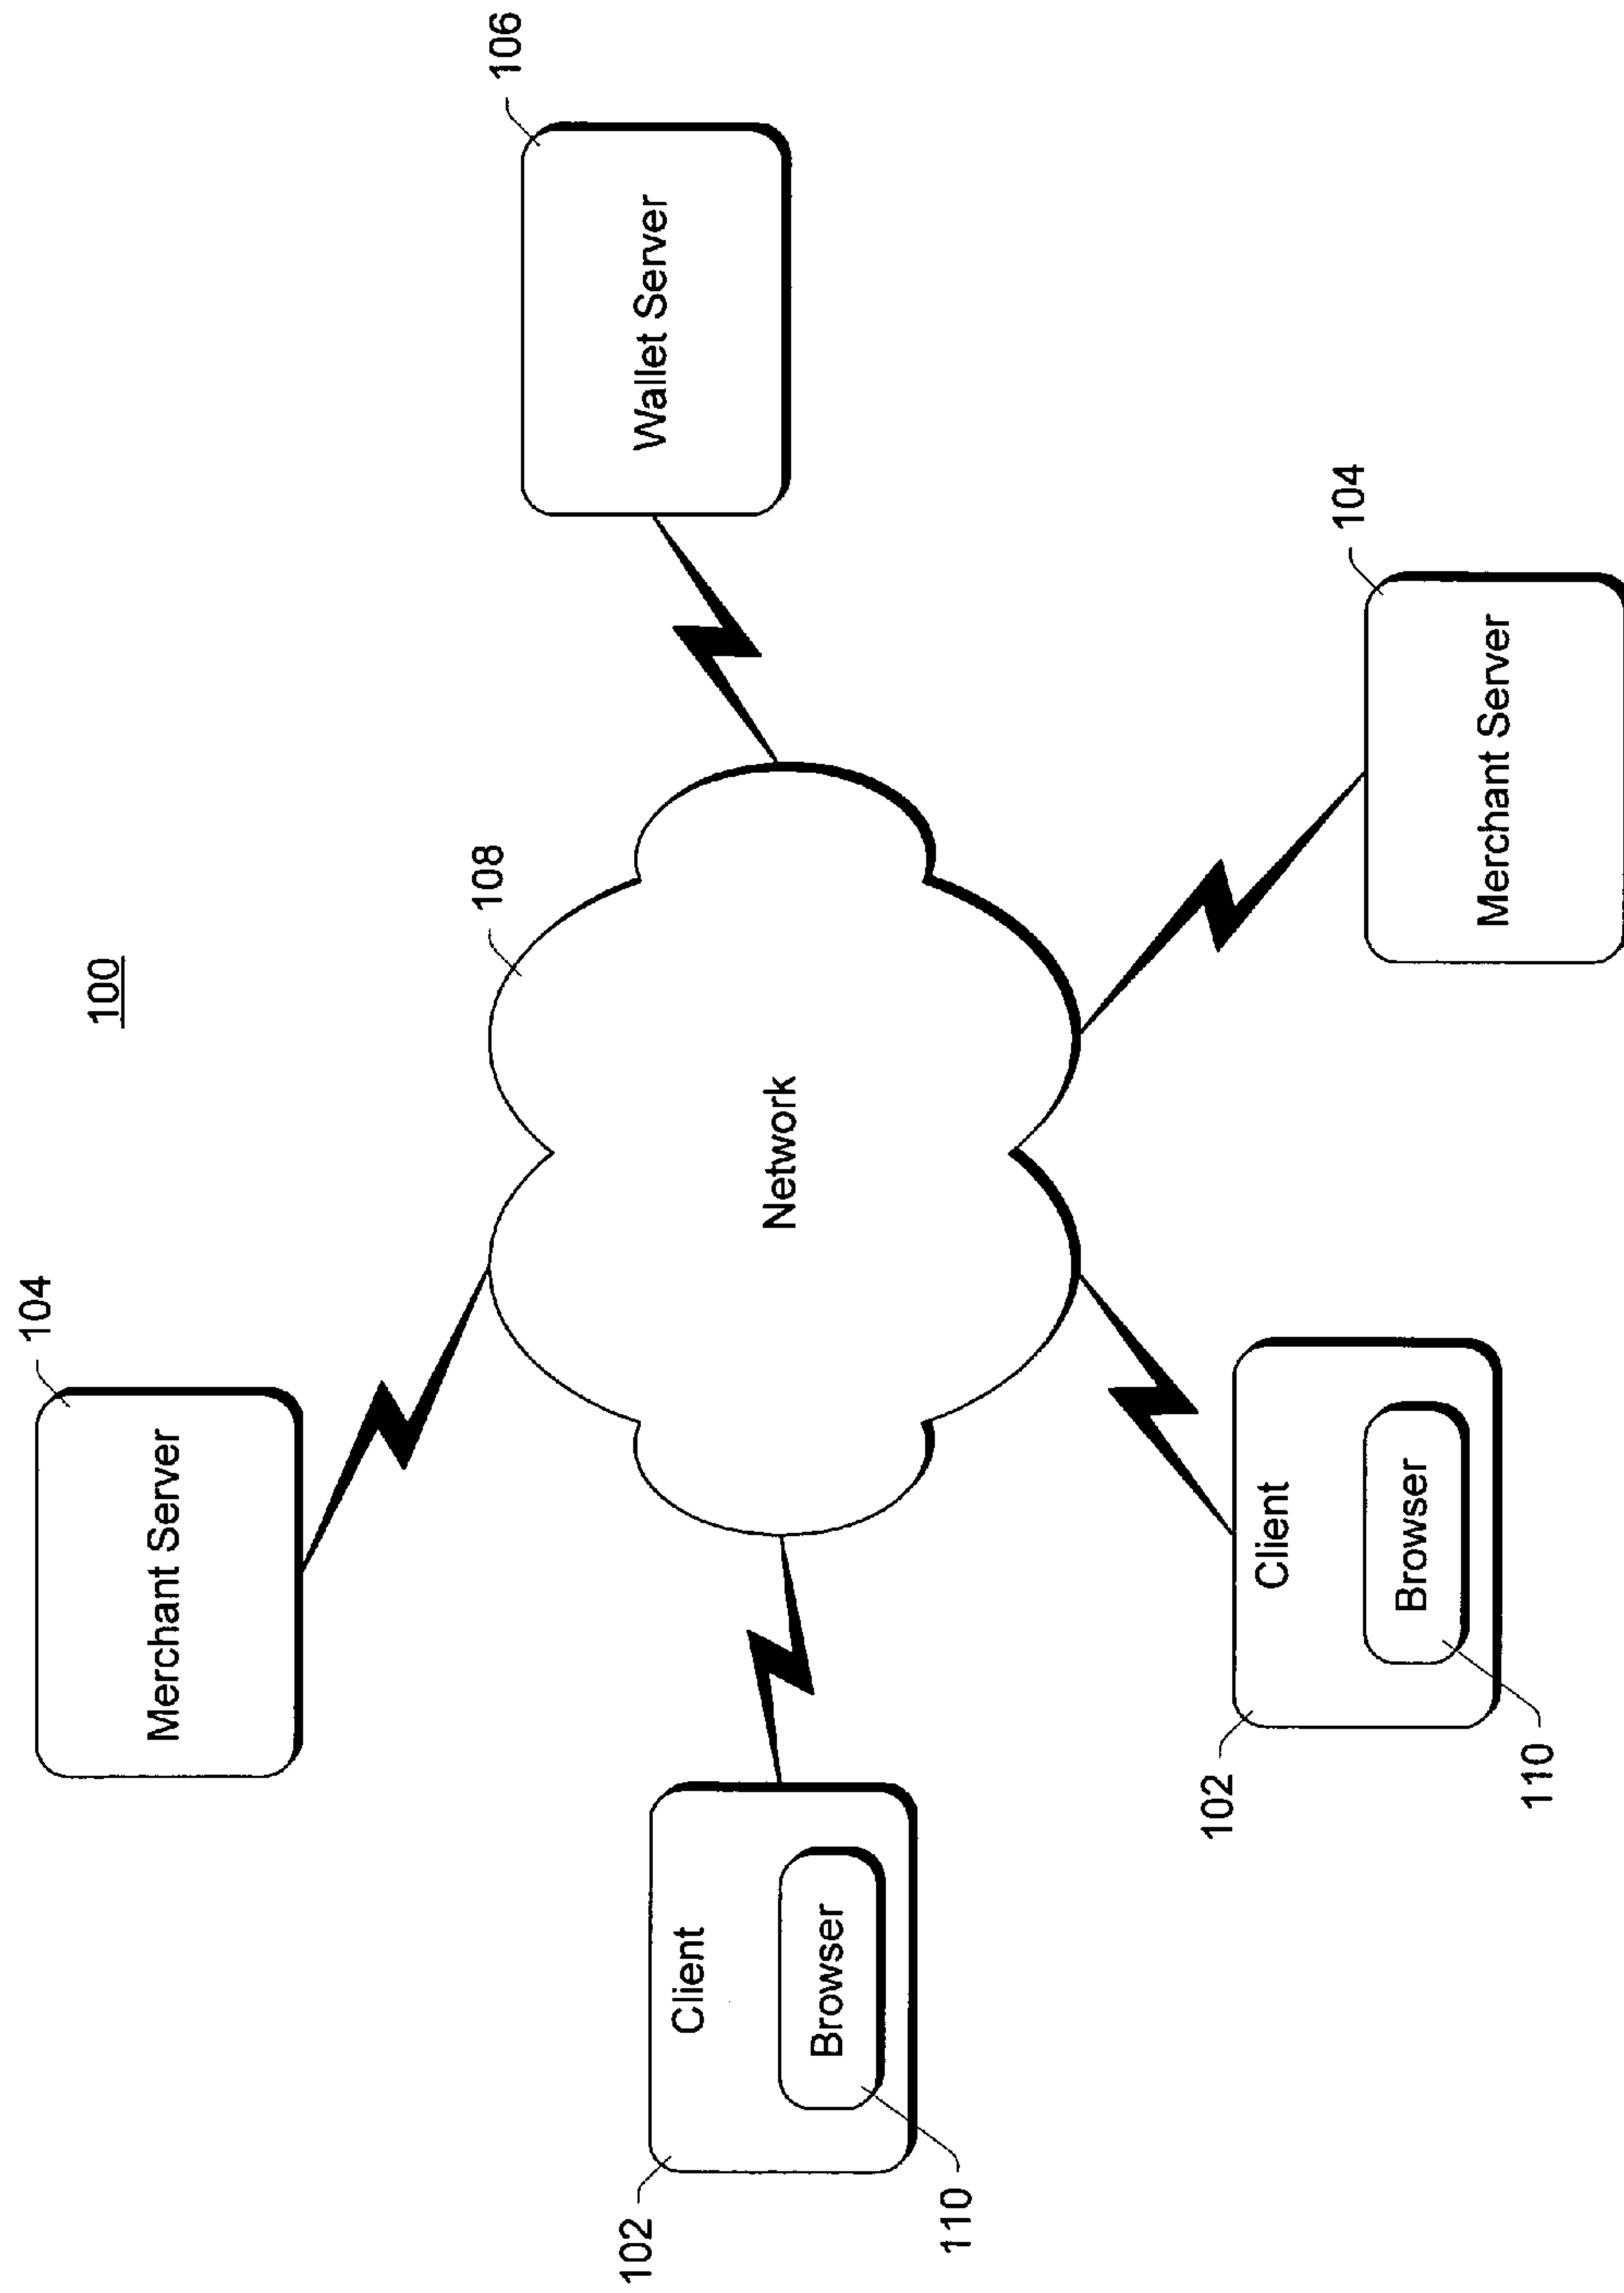 100
104
Merchant Server
108
106
Network
Wallet Server
Client
Browser
102
110
Client
Browser
102
110
104
Merchant Server